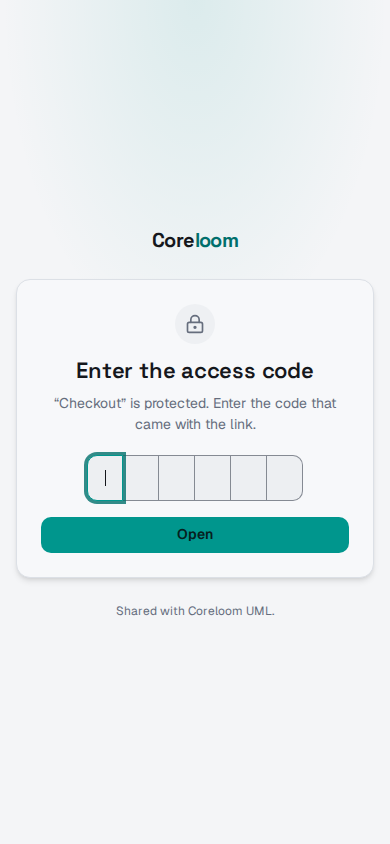 Coreloom
Enter the access code
“Checkout” is protected. Enter the code that
came with the link.
Open
Shared with Coreloom UML.